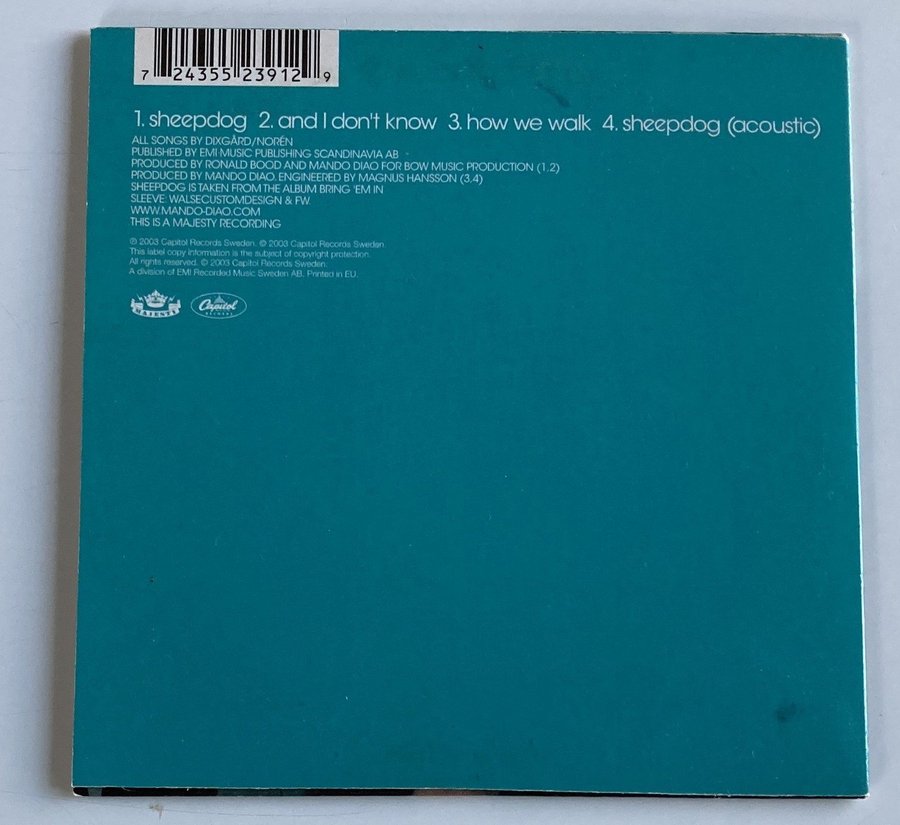 7 24355 23912 9
1. sheepdog 2. and I don't know 3. how we walk 4. sheepdog (acoustic)
ALL SONGS BY DIXGÅRD/NORÉN
PUBLISHED BY EMI MUSIC PUBLISHING SCANDINAVIA AB
PRODUCED BY RONALD BOOD AND MANDO DIAO FOR BOW MUSIC PRODUCTION (1.2)
PRODUCED BY MANDO DIAO. ENGINEERED BY MAGNUS HANSSON (3.4)
SHEEPDOG IS TAKEN FROM THE ALBUM BRING 'EM IN
SLEEVE: WALSECUSTOMDESIGN & FW.
WWW.MANDO-DIAO.COM
THIS IS A MAJESTY RECORDING
℗ 2003 Capitol Records Sweden. © 2003 Capitol Records Sweden.
This label copy information is the subject of copyright protection.
All rights reserved. © 2003 Capitol Records Sweden.
A division of EMI Recorded Music Sweden AB. Printed in EU.
MAJESTY
Capitol
RECORDS